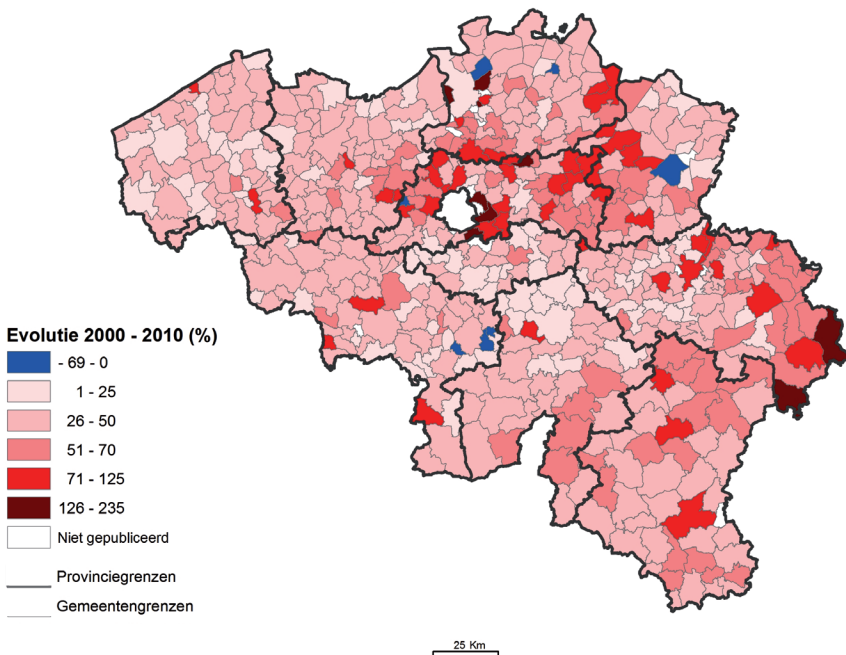 Evolutie 2000 - 2010 (%)
- 69 - 0
1 - 25
26 - 50
51 - 70
71 - 125
126 - 235
Niet gepubliceerd
Provinciegrenzen
Gemeentengrenzen
25 Km